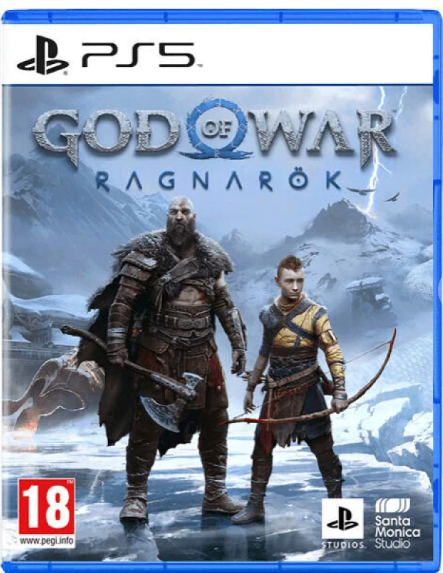 PS5
GOD OF WAR
RAGNARÖK
18
www.pegi.info
STUDIOS
Santa
Monica
Studio